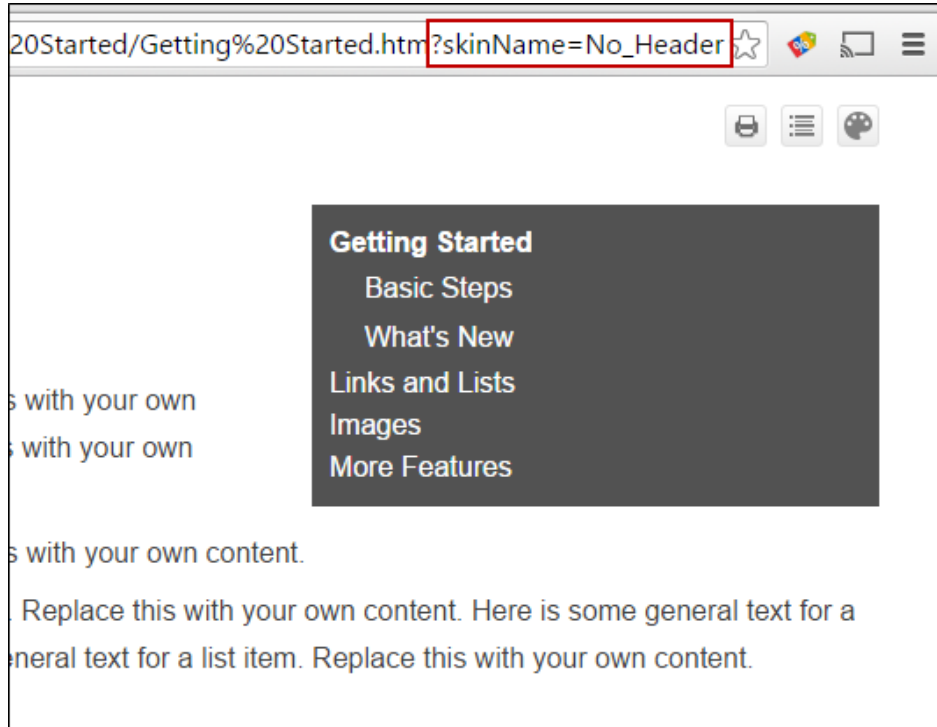 20Started/Getting%20Started.htm?skinName=No_Header
Getting Started
Basic Steps
What's New
Links and Lists
Images
More Features
s with your own
s with your own
s with your own content.
. Replace this with your own content. Here is some general text for a
eneral text for a list item. Replace this with your own content.